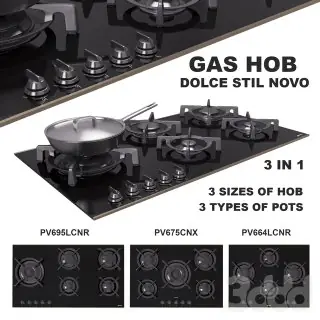 GAS HOB
DOLCE STIL NOVO
3 IN 1
3 SIZES OF HOB
3 TYPES OF POTS
PV695LCNR
PV675CNX
PV664LCNR
3ddd